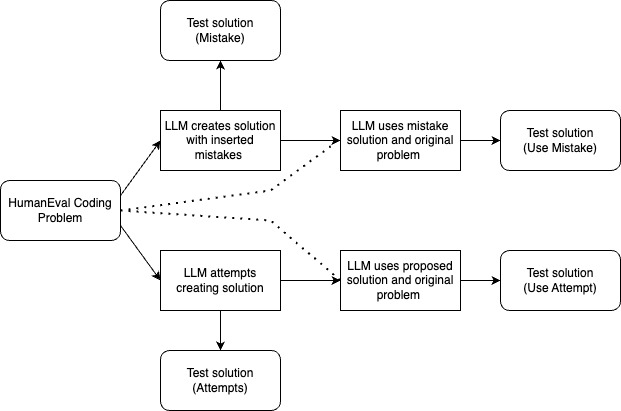 Test solution
(Mistake)
LLM creates solution
with inserted
mistakes
LLM uses mistake
solution and original
problem
Test solution
(Use Mistake)
HumanEval Coding
Problem
LLM attempts
creating solution
LLM uses proposed
solution and original
problem
Test solution
(Use Attempt)
Test solution
(Attempts)